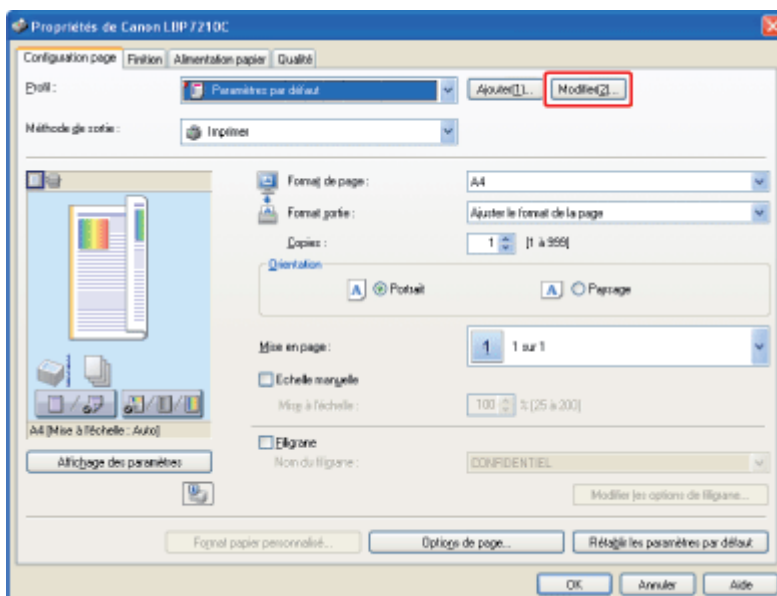 Propriétés de Canon LBP7210C
Configuration page Finition Alimentation papier Qualité
Profil : Paramètres par défaut Ajouter(1)... Modifier(2)...
Méthode de sortie : Imprimer
Format de page : A4
Format sortie : Ajuster le format de la page
Copies : 1 [1 à 999]
Orientation
A Portrait A Paysage
Mise en page : 1 1 sur 1
Echelle manuelle
Mise à l'échelle : 100 % [25 à 200]
A4 [Mise à l'échelle : Auto]
Affichage des paramètres
Filigrane
Nom du filigrane : CONFIDENTIEL
Modifier les options de filigrane...
Format papier personnalisé... Options de page... Rétablir les paramètres par défaut
OK Annuler Aide